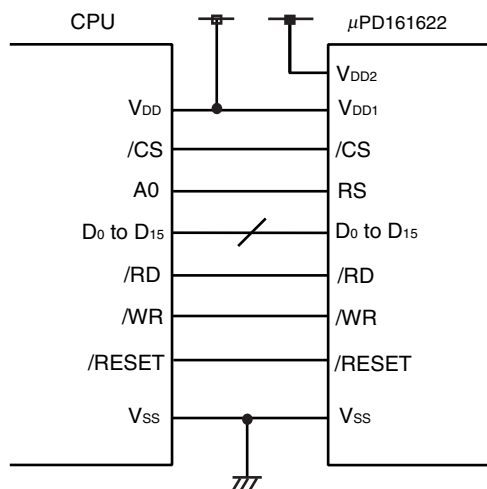 CPU μPD161622
VDD2
VDD VDD1
/CS /CS
A0 RS
D0 to D15 D0 to D15
/RD /RD
/WR /WR
/RESET /RESET
VSS VSS